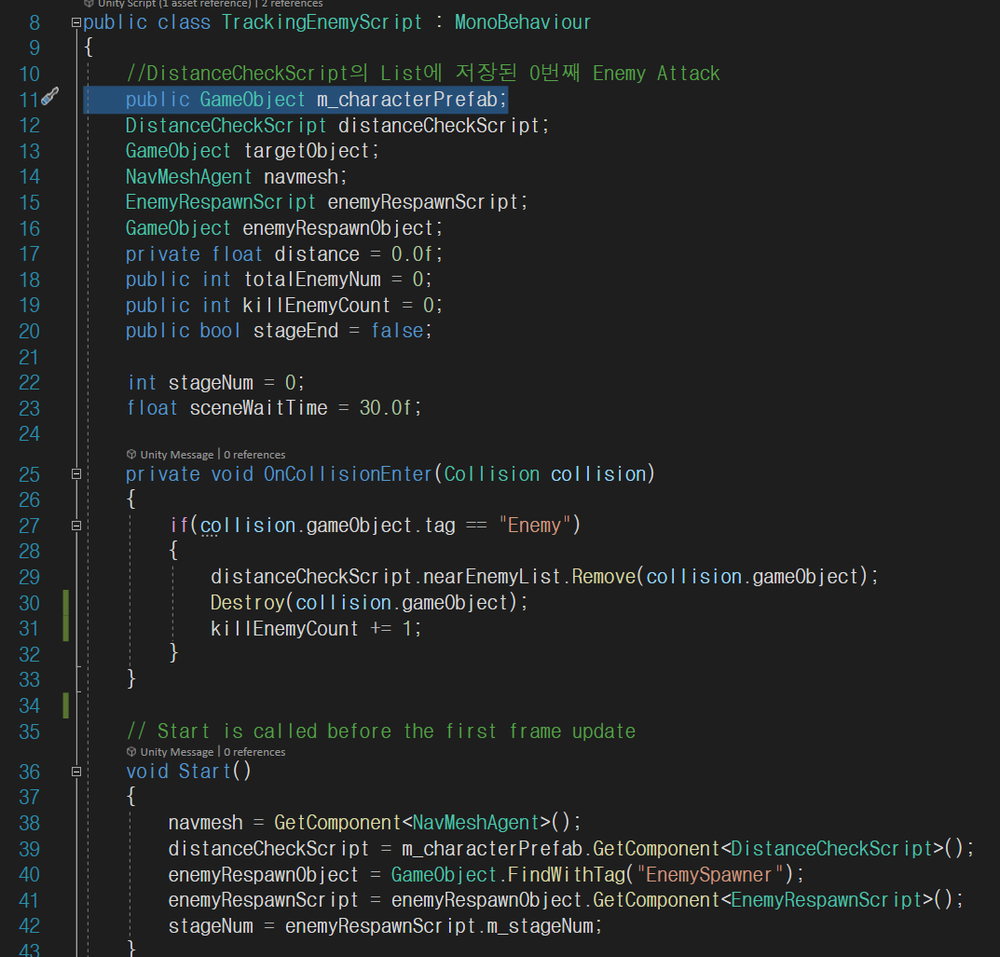 Unity Script (1 asset reference) | 2 references
8 public class TrackingEnemyScript : MonoBehaviour
9 {
10 //DistanceCheckScript의 List에 저장된 0번째 Enemy Attack
11 public GameObject m_characterPrefab;
12 DistanceCheckScript distanceCheckScript;
13 GameObject targetObject;
14 NavMeshAgent navmesh;
15 EnemyRespawnScript enemyRespawnScript;
16 GameObject enemyRespawnObject;
17 private float distance = 0.0f;
18 public int totalEnemyNum = 0;
19 public int killEnemyCount = 0;
20 public bool stageEnd = false;
21
22 int stageNum = 0;
23 float sceneWaitTime = 30.0f;
24
Unity Message | 0 references
25 private void OnCollisionEnter(Collision collision)
26 {
27 if(collision.gameObject.tag == "Enemy")
28 {
29 distanceCheckScript.nearEnemyList.Remove(collision.gameObject);
30 Destroy(collision.gameObject);
31 killEnemyCount += 1;
32 }
33 }
34
35 // Start is called before the first frame update
Unity Message | 0 references
36 void Start()
37 {
38 navmesh = GetComponent<NavMeshAgent>();
39 distanceCheckScript = m_characterPrefab.GetComponent<DistanceCheckScript>();
40 enemyRespawnObject = GameObject.FindWithTag("EnemySpawner");
41 enemyRespawnScript = enemyRespawnObject.GetComponent<EnemyRespawnScript>();
42 stageNum = enemyRespawnScript.m_stageNum;
43 }